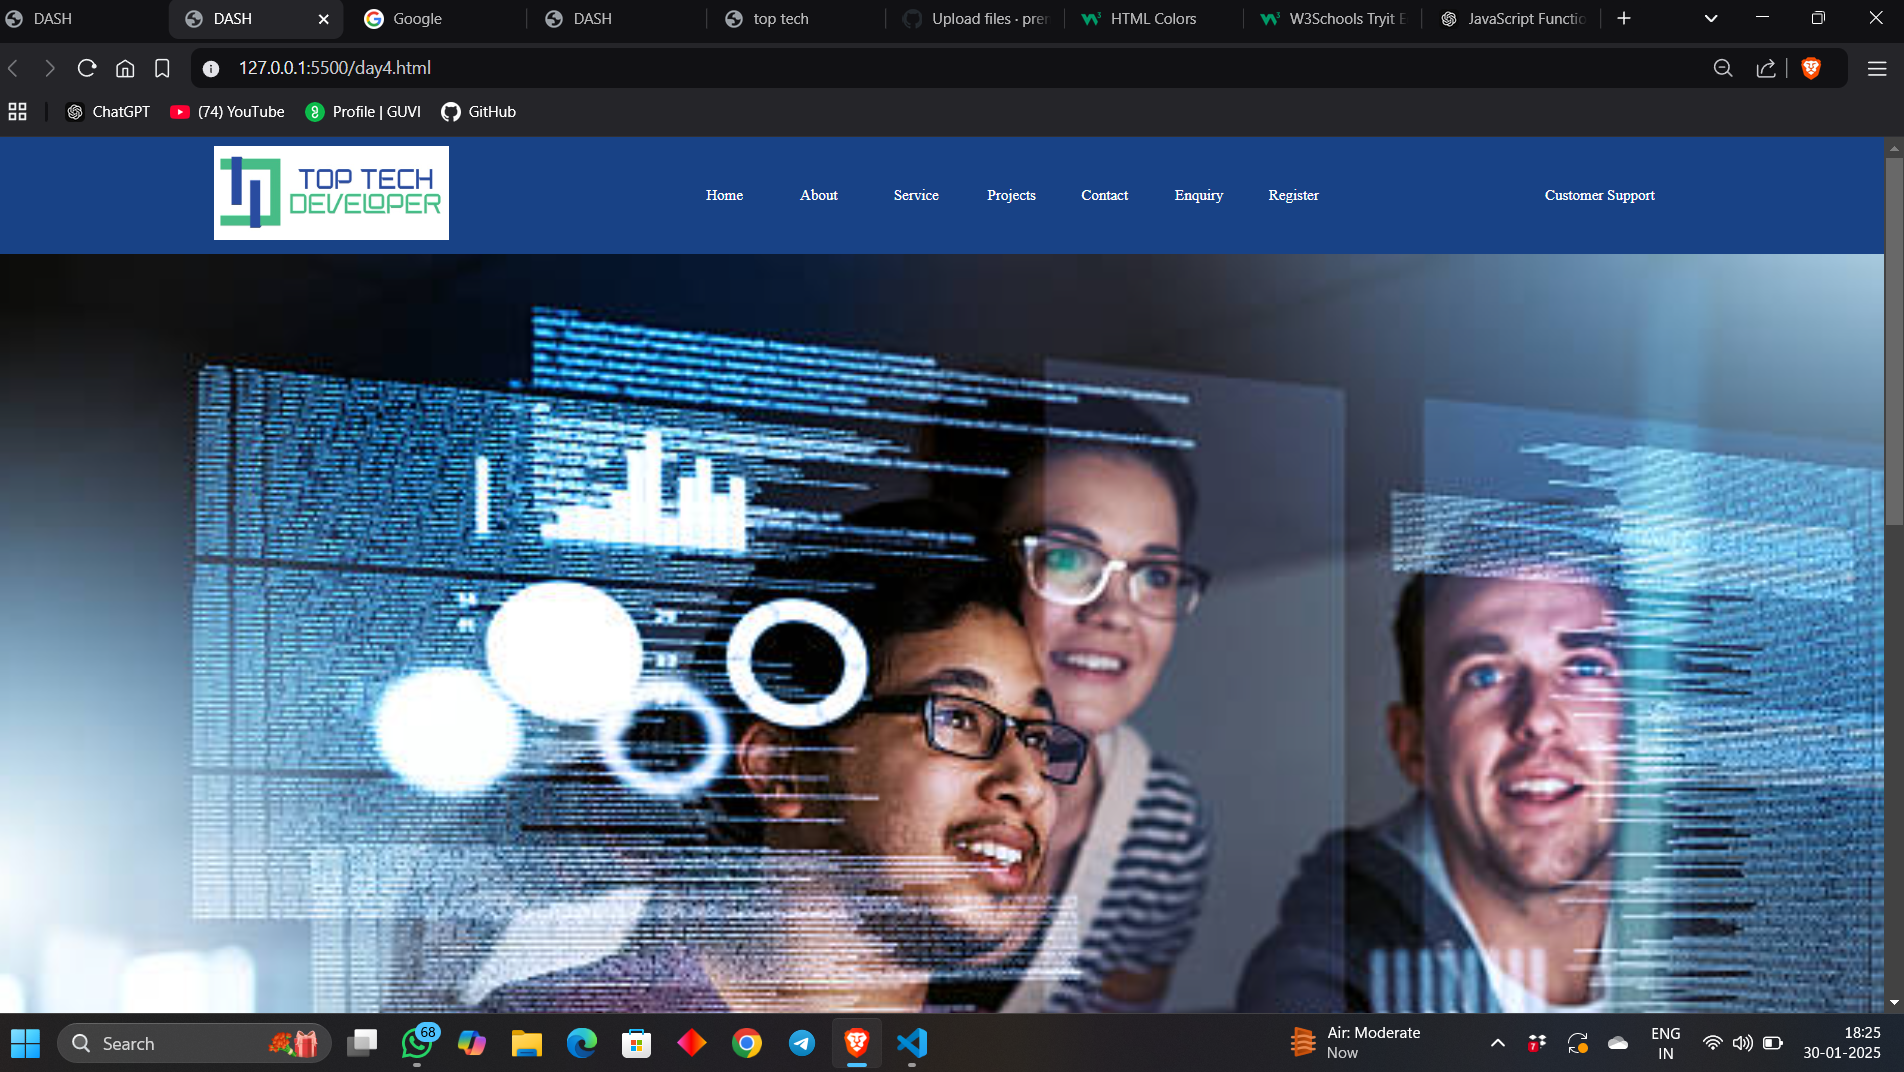 DASH
DASH
Google
DASH
top tech
Upload files · prer
HTML Colors
W3Schools Tryit E
JavaScript Functio
127.0.0.1:5500/day4.html
ChatGPT
(74) YouTube
Profile | GUVI
GitHub
TOP TECH
DEVELOPER
Home
About
Service
Projects
Contact
Enquiry
Register
Customer Support
Search
68
Air: Moderate
Now
7
ENG
IN
18:25
30-01-2025